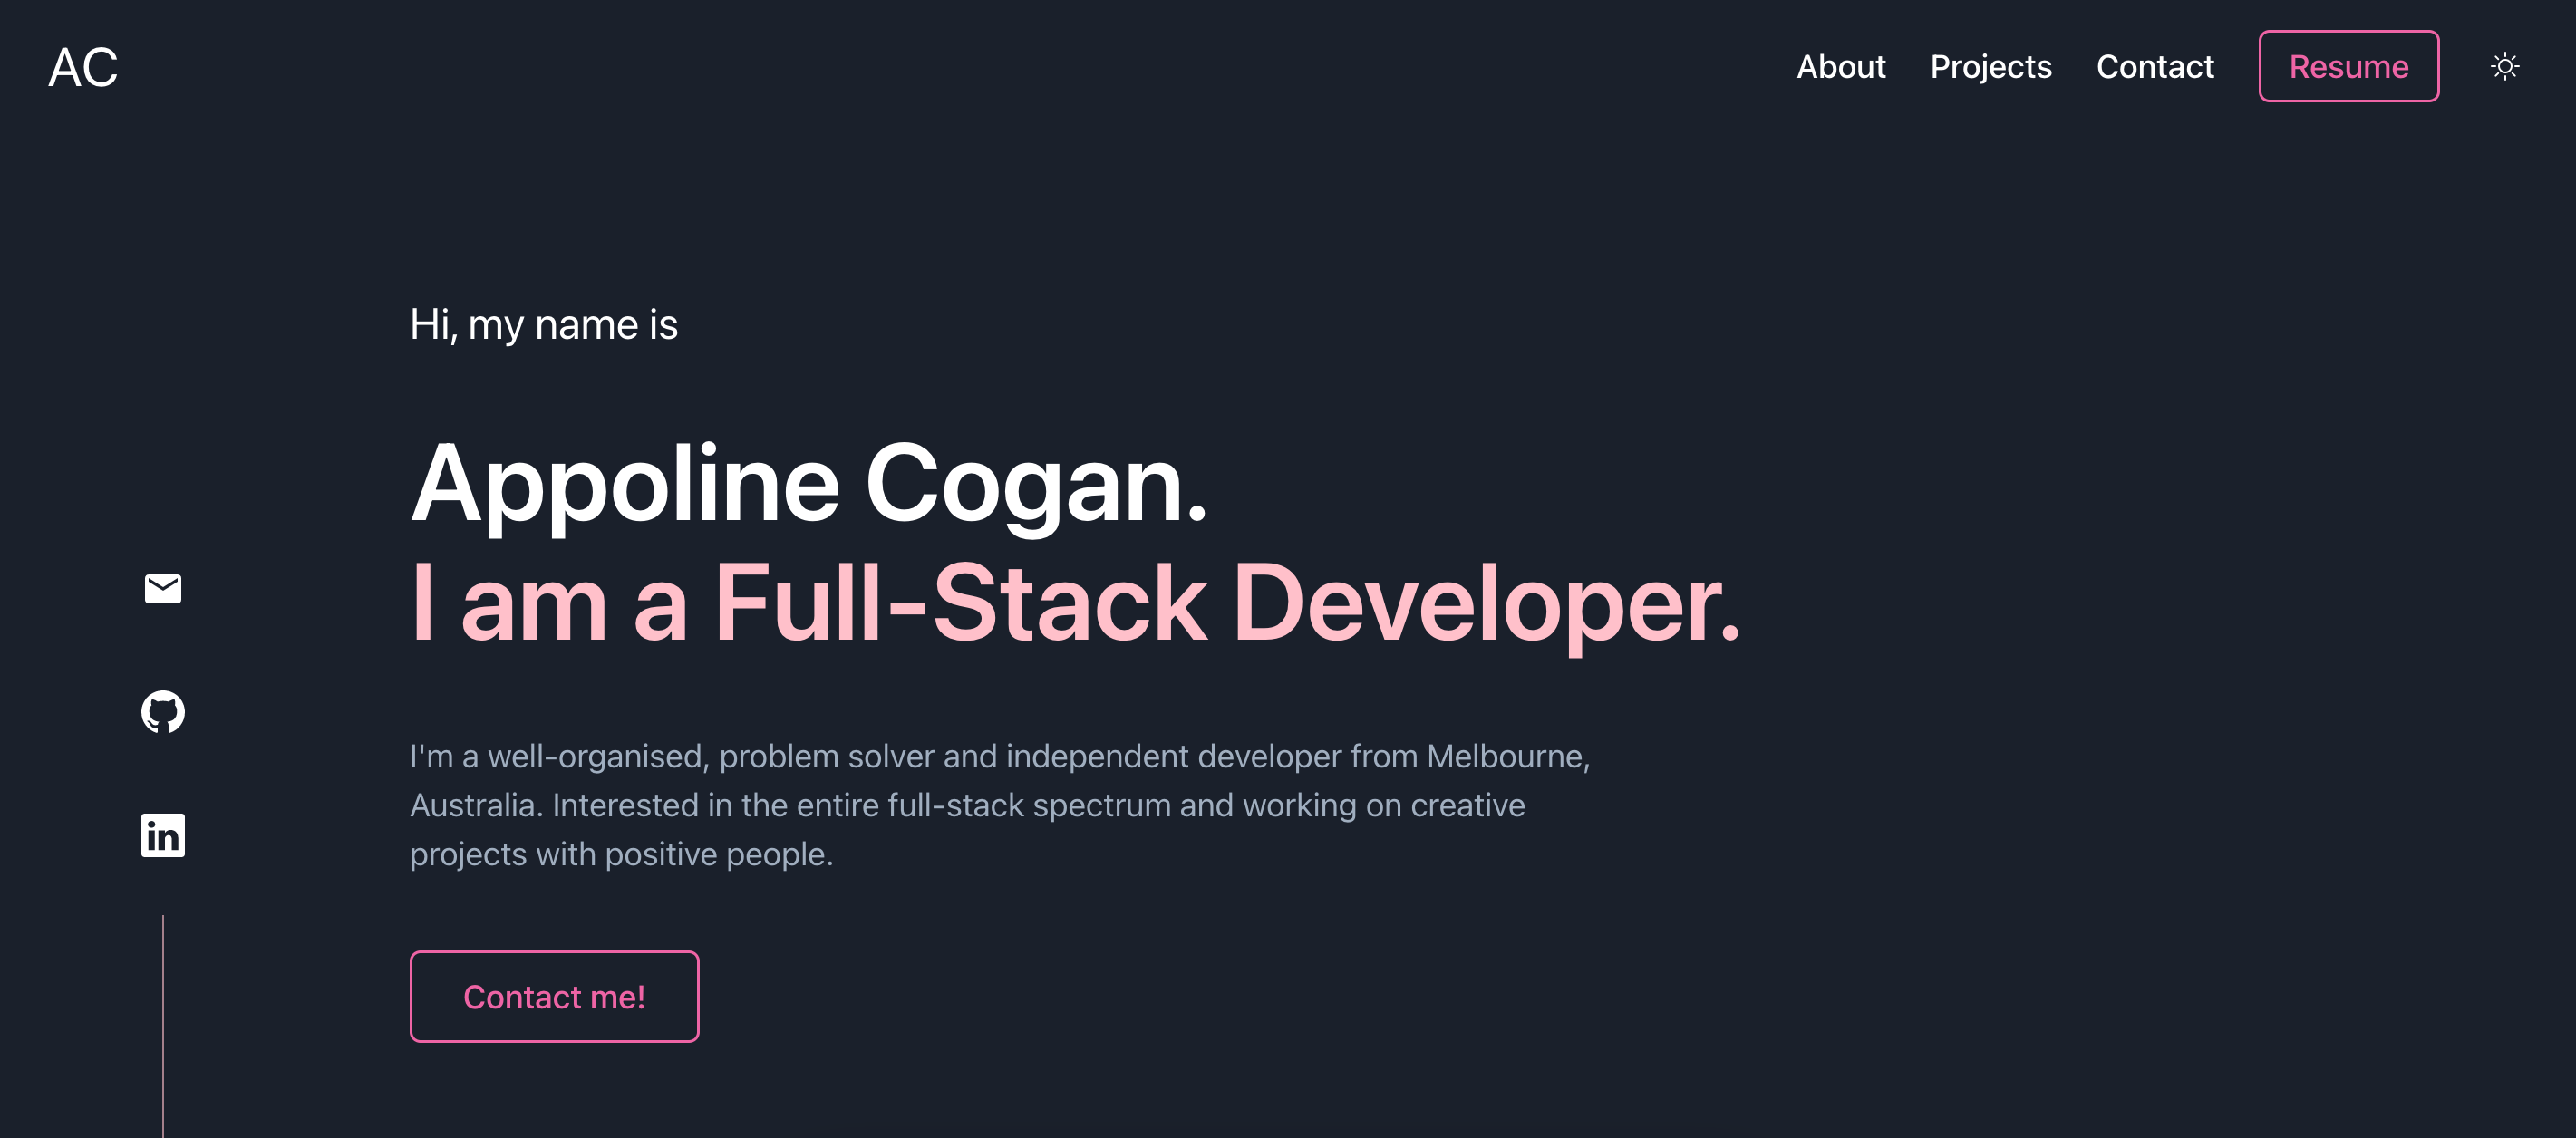 AC
About Projects Contact Resume
Hi, my name is
Appoline Cogan.
I am a Full-Stack Developer.
I'm a well-organised, problem solver and independent developer from Melbourne,
Australia. Interested in the entire full-stack spectrum and working on creative
projects with positive people.
Contact me!